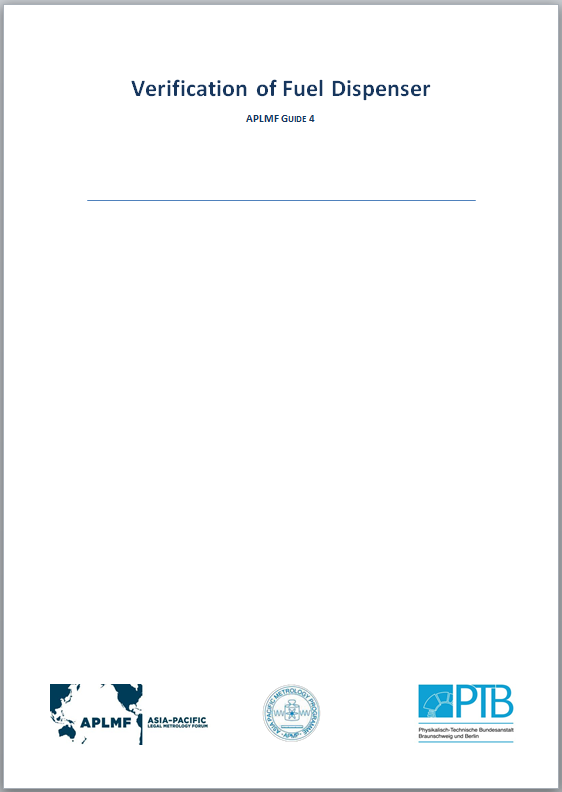 Verification of Fuel Dispenser
APLMF GUIDE 4
APLMF
ASIA–PACIFIC
LEGAL METROLOGY FORUM
ASIA PACIFIC METROLOGY PROGRAMME
APMP
PTB
Physikalisch-Technische Bundesanstalt
Braunschweig und Berlin